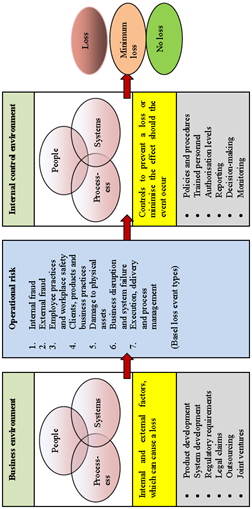 Business environment
People
Process-
ess
Systems
Internal and external factors,
which can cause a loss
• Product development
• System development
• Regulatory requirements
• Legal claims
• Outsourcing
• Joint ventures
Operational risk
1. Internal fraud
2. External fraud
3. Employee practices
and workplace safety
4. Clients, products and
business practices
5. Damage to physical
assets
6. Business disruption
and system failure
7. Execution, delivery
and process
management
(Basel loss event types)
Internal control environment
People
Process-
ess
Systems
Controls to prevent a loss or
minimise the effect should the
event occur
• Policies and procedures
• Trained personnel
• Authorisation levels
• Reporting
• Decision-making
• Monitoring
Loss
Minimum
loss
No loss